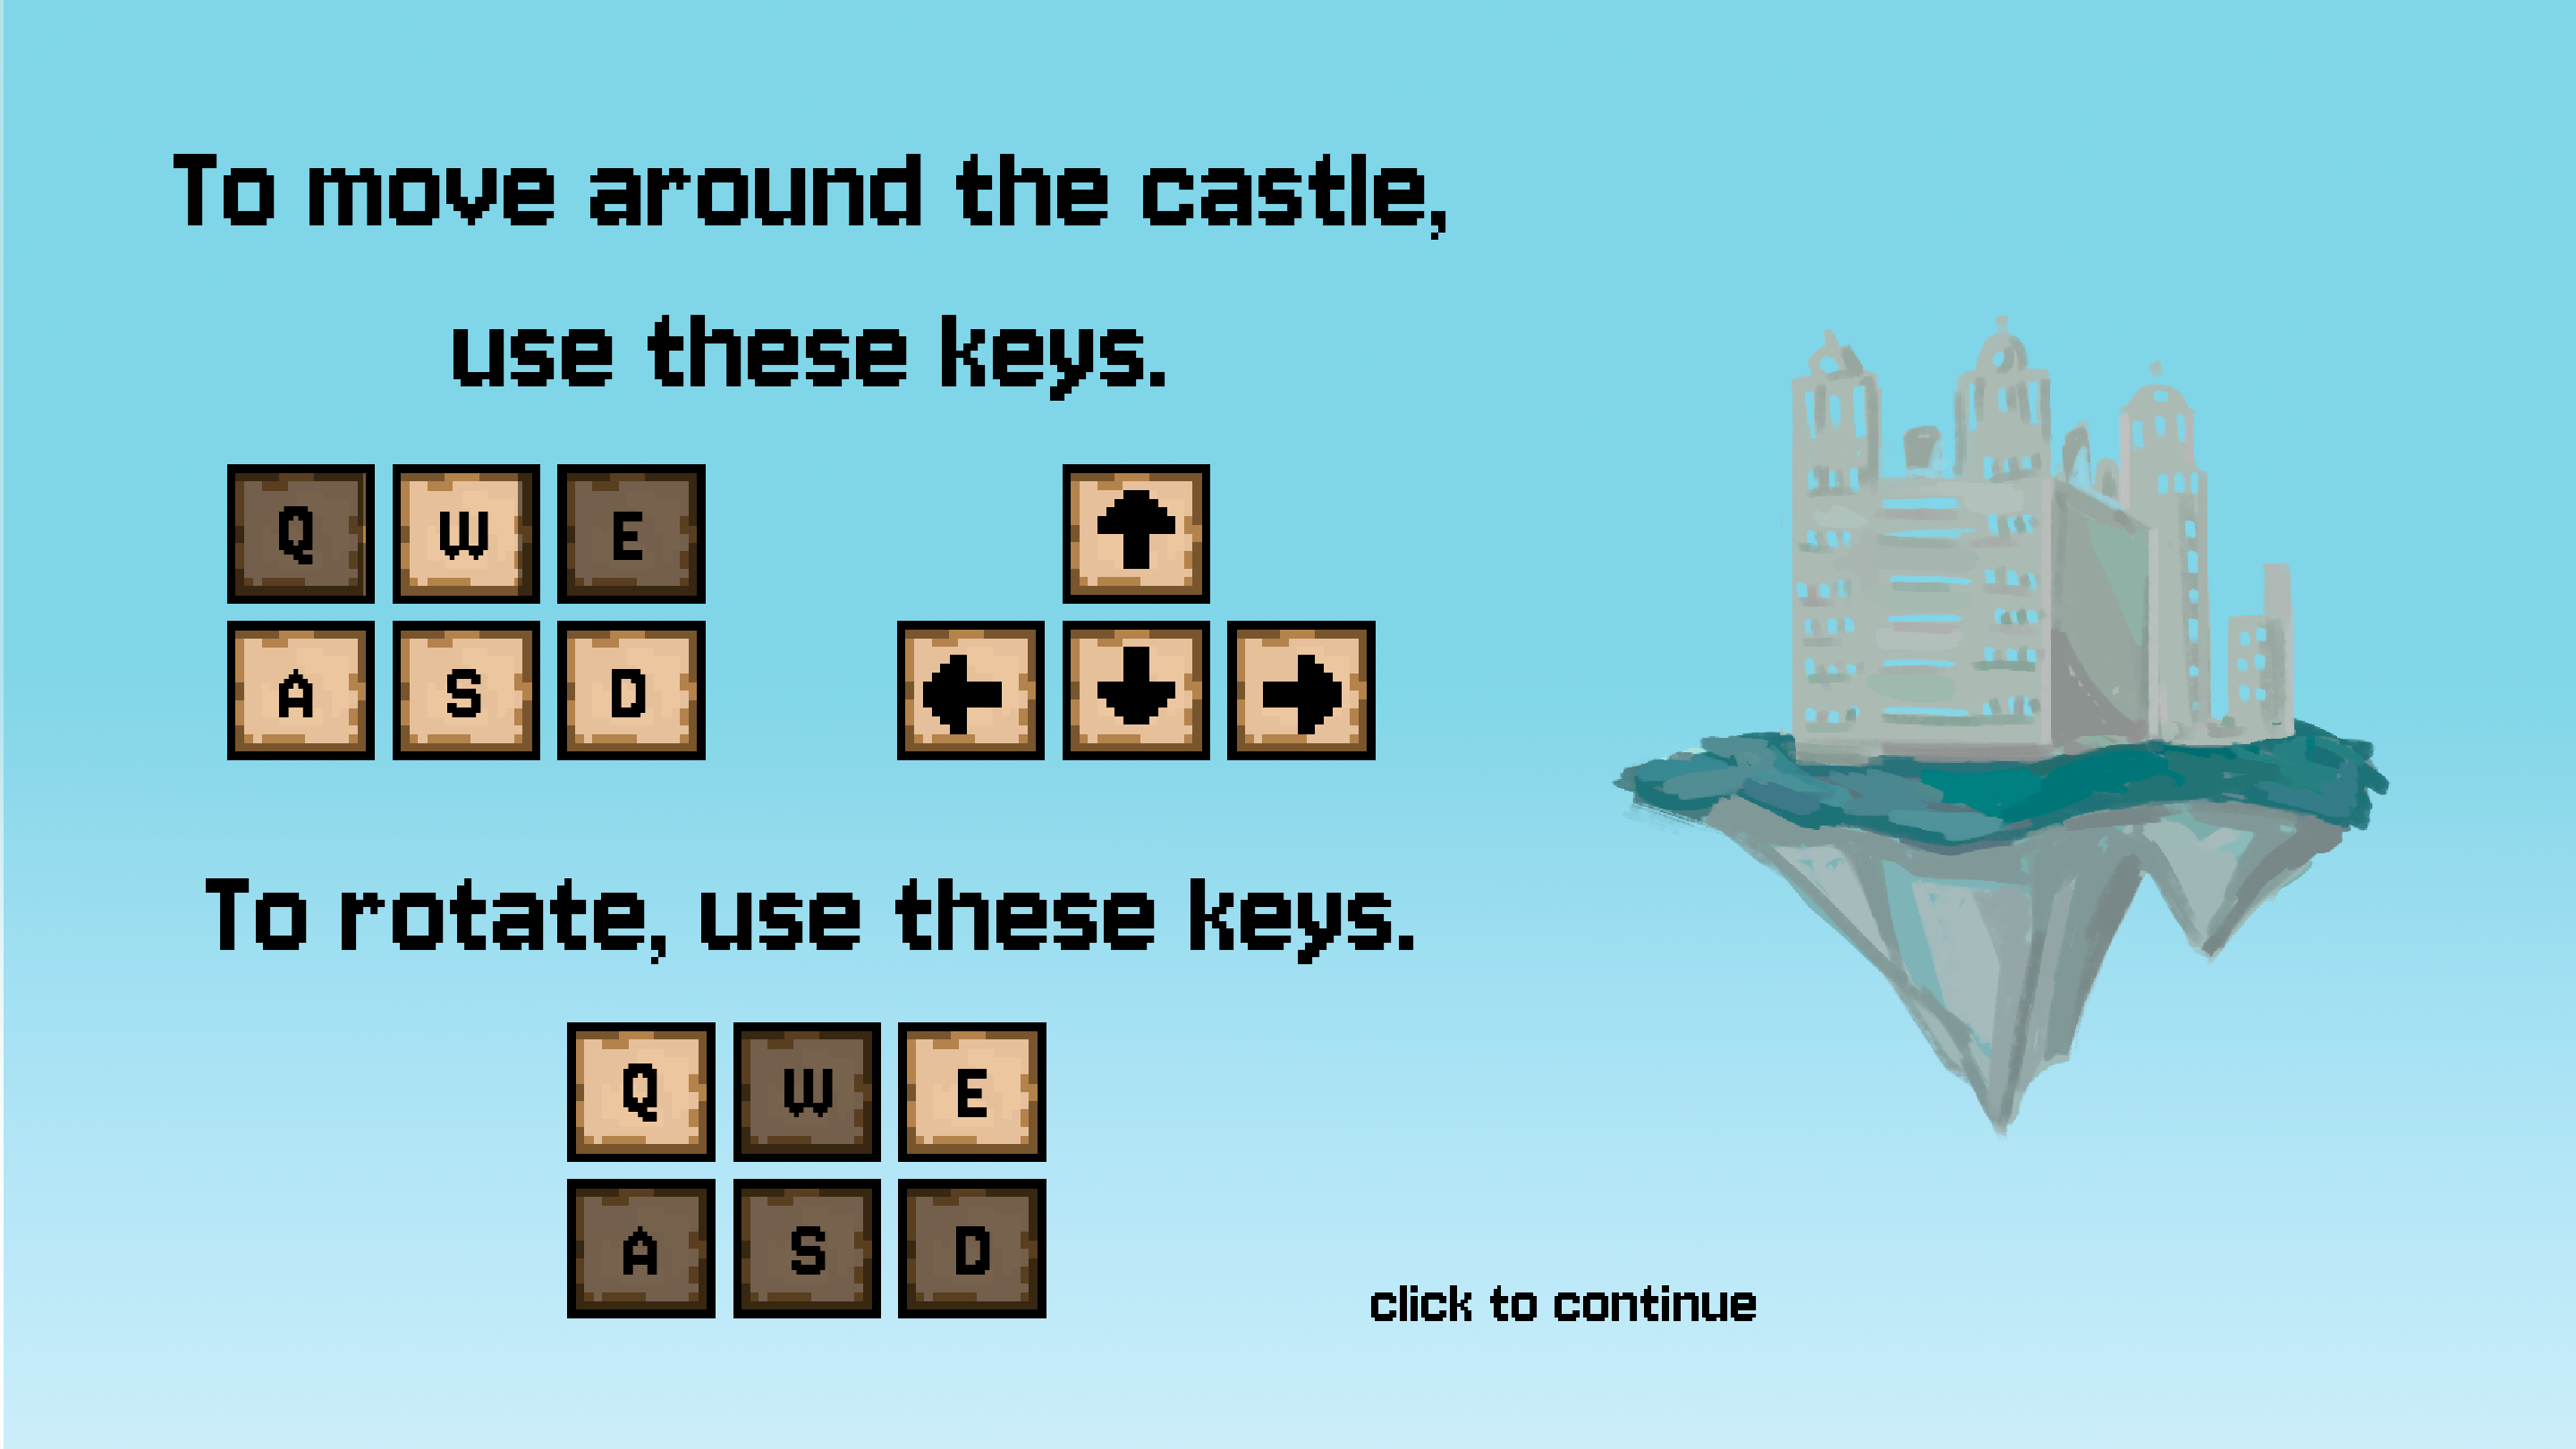 To move around the castle,
use these keys.
Q W E
A S D
To rotate, use these keys.
Q W E
A S D
click to continue